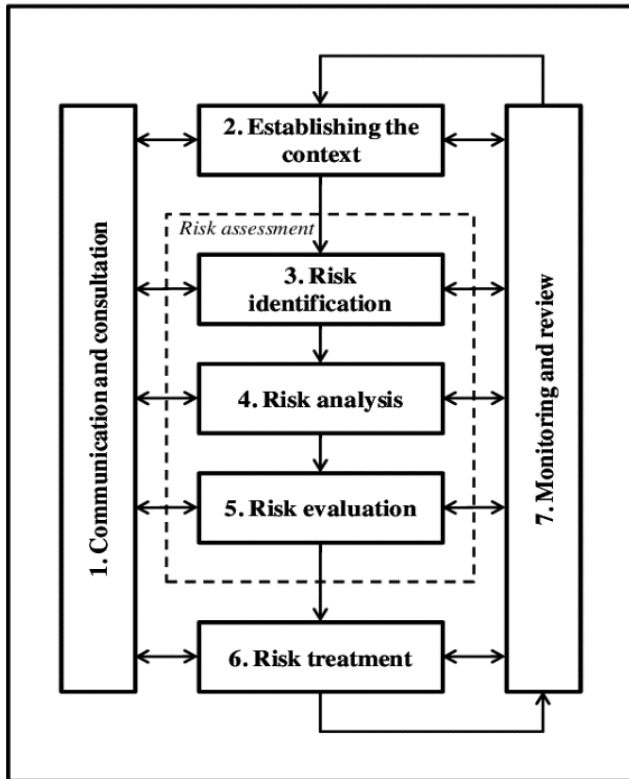 1. Communication and consultation
2. Establishing the
context
Risk assessment
3. Risk
identification
4. Risk analysis
5. Risk evaluation
6. Risk treatment
7. Monitoring and review